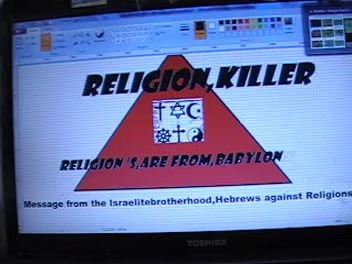 RELIGION,KILLER
RELIGION 'S,ARE FROM,BABYLON
Message from the Israelitebrotherhood,Hebrews against Religions
TOSHIBA